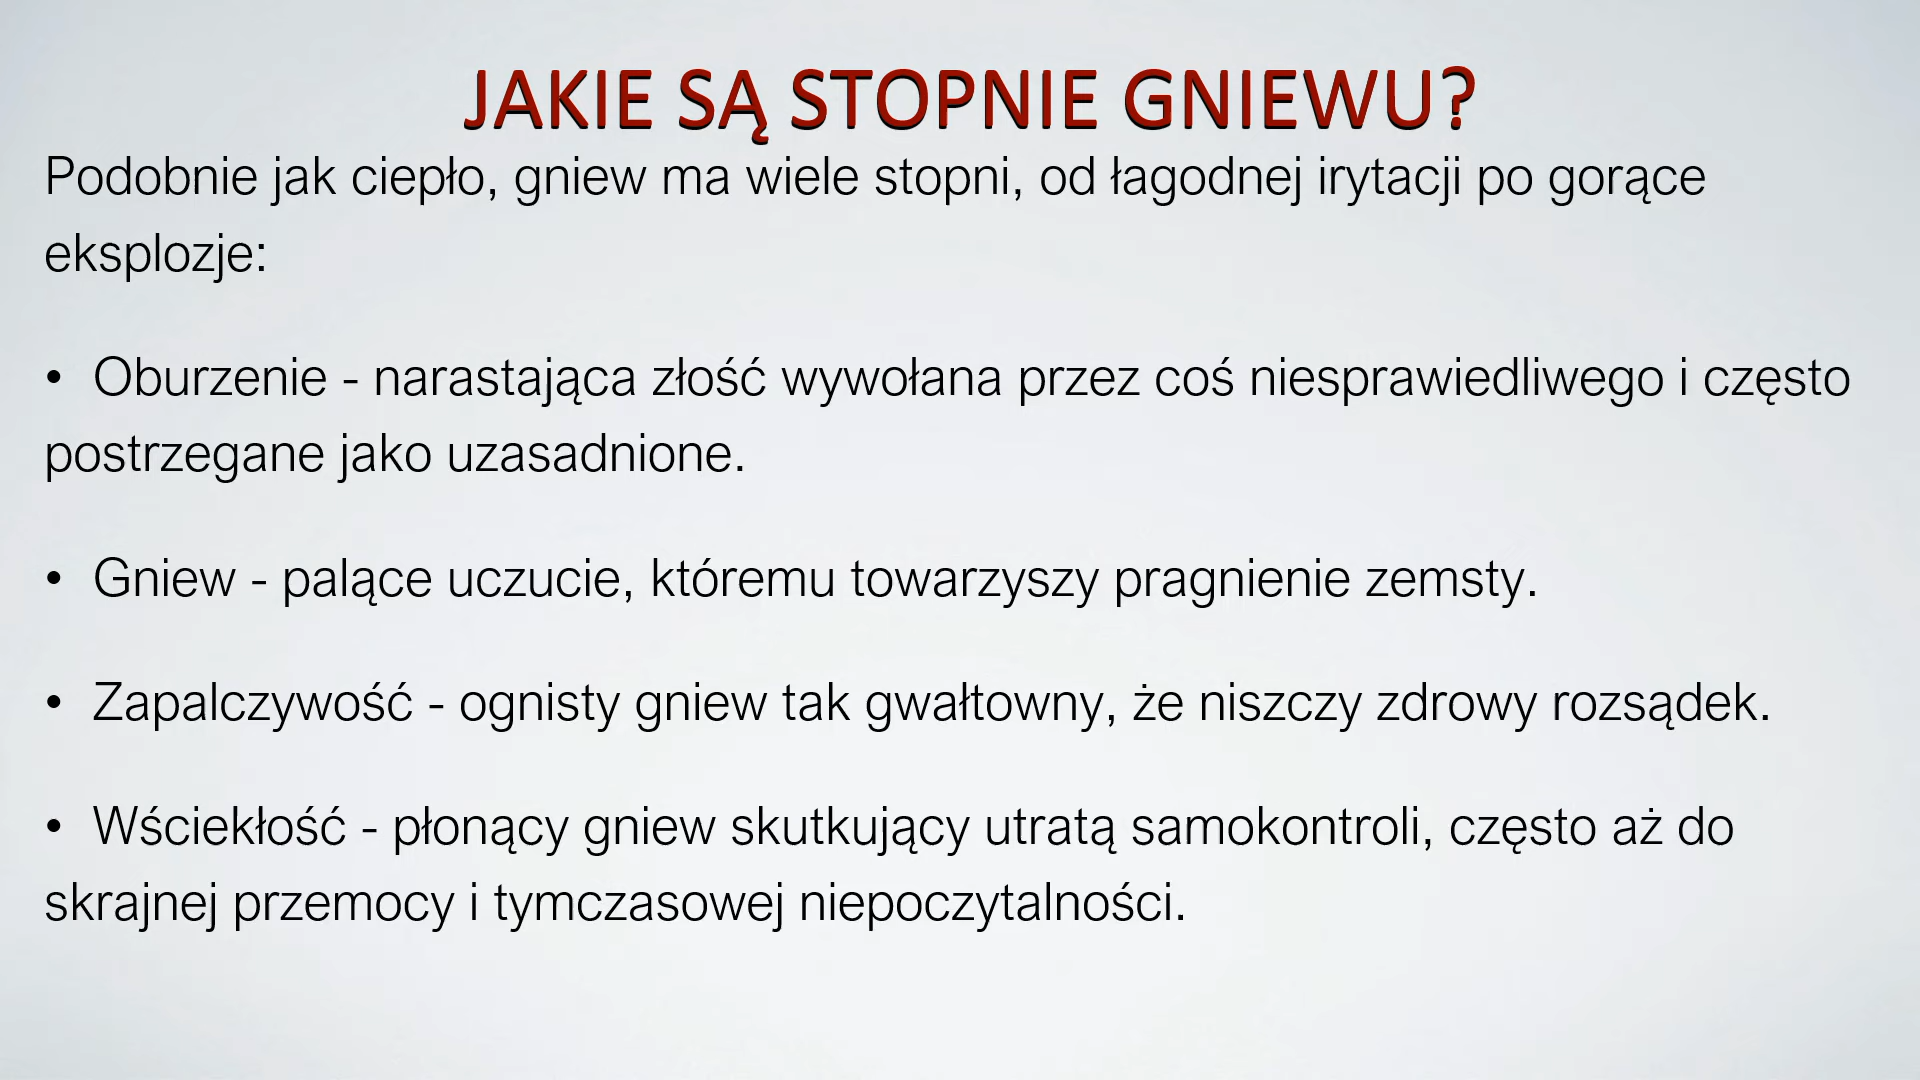 JAKIE SĄ STOPNIE GNIEWU?
Podobnie jak ciepło, gniew ma wiele stopni, od łagodnej irytacji po gorące
eksplozje:
• Oburzenie - narastająca złość wywołana przez coś niesprawiedliwego i często
postrzegane jako uzasadnione.
• Gniew - palące uczucie, któremu towarzyszy pragnienie zemsty.
• Zapalczywość - ognisty gniew tak gwałtowny, że niszczy zdrowy rozsądek.
• Wściekłość - płonący gniew skutkujący utratą samokontroli, często aż do
skrajnej przemocy i tymczasowej niepoczytalności.